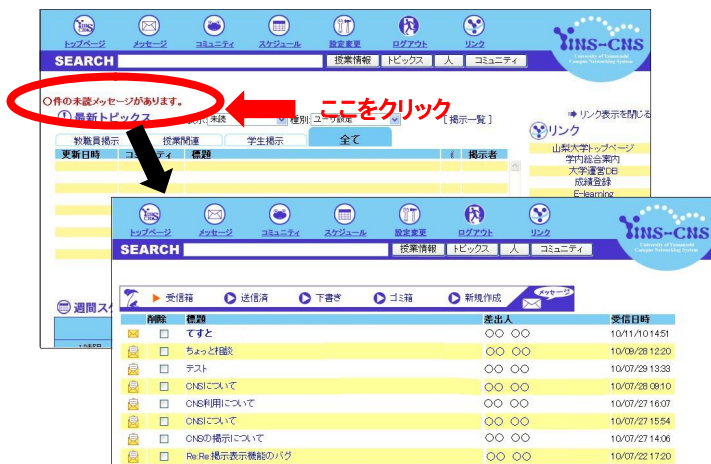 YiNS
YINS-CNS
University of Yamanashi
Campus Networking System
トップページ メッセージ コミュニティ スケジュール 設定変更 ログアウト リンク
SEARCH 授業情報 トピックス 人 コミュニティ
○件の未読メッセージがあります。
ここをクリック
最新トピックス 表示: 未読 種別: ユーザ設定 [掲示一覧]
教職員掲示 授業関連 学生掲示 全て
更新日時 コミュニティ 標題 掲示者
リンク表示を閉じる
リンク
山梨大学トップページ
学内総合案内
大学運営DB
成績登録
E-learning
週間スケ
YiNS
YINS-CNS
University of Yamanashi
Campus Networking System
トップページ メッセージ コミュニティ スケジュール 設定変更 ログアウト リンク
SEARCH 授業情報 トピックス 人 コミュニティ
受信箱 送信済 下書き ゴミ箱 新規作成 メッセージ
削除 標題 差出人 受信日時
てすと ○○ ○○ 10/11/10 14:51
ちょっと相談 ○○ ○○ 10/09/28 12:20
テスト ○○ ○○ 10/07/29 13:33
CNSについて ○○ ○○ 10/07/28 09:10
CNS利用について ○○ ○○ 10/07/27 16:07
CNSについて ○○ ○○ 10/07/27 15:54
CNSの掲示について ○○ ○○ 10/07/27 14:06
Re:Re:掲示表示機能のバグ ○○ ○○ 10/07/22 17:20